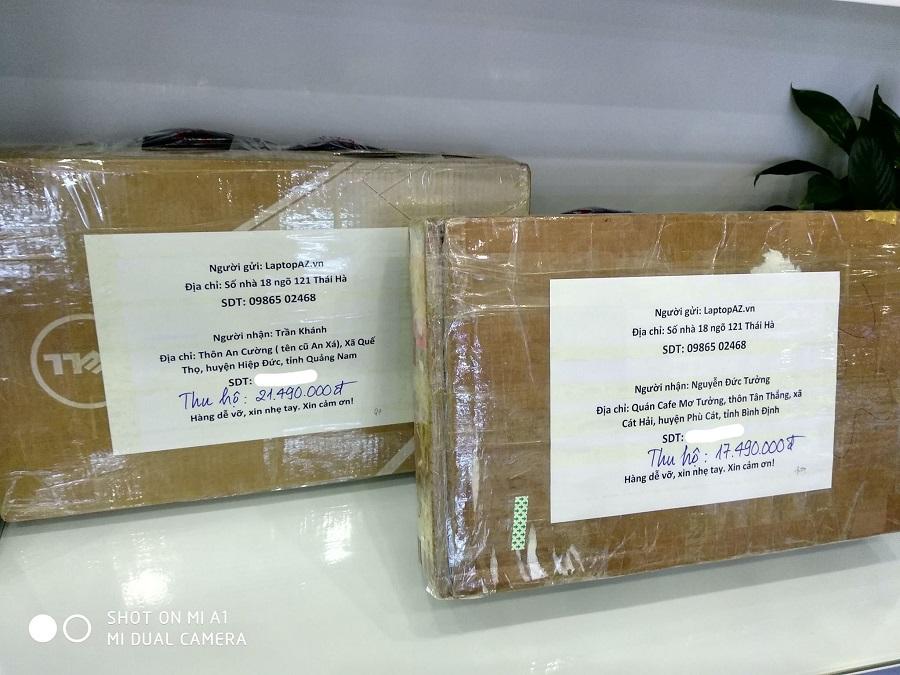 Người gửi: LaptopAZ.vn
Địa chỉ: Số nhà 18 ngõ 121 Thái Hà
SDT: 09865 02468
Người nhận: Trần Khánh
Địa chỉ: Thôn An Cường ( tên cũ An Xá), Xã Quế
Thọ, huyện Hiệp Đức, tỉnh Quảng Nam
SDT:
Thu hộ: 21.490.000đ
Hàng dễ vỡ, xin nhẹ tay. Xin cảm ơn!
DELL
Người gửi: LaptopAZ.vn
Địa chỉ: Số nhà 18 ngõ 121 Thái Hà
SDT: 09865 02468
Người nhận: Nguyễn Đức Tưởng
Địa chỉ: Quán Cafe Mơ Tưởng, thôn Tân Thắng, xã
Cát Hải, huyện Phù Cát, tỉnh Bình Định
SDT:
Thu hộ: 17.490.000đ
Hàng dễ vỡ, xin nhẹ tay. Xin cảm ơn!
SHOT ON MI A1
MI DUAL CAMERA